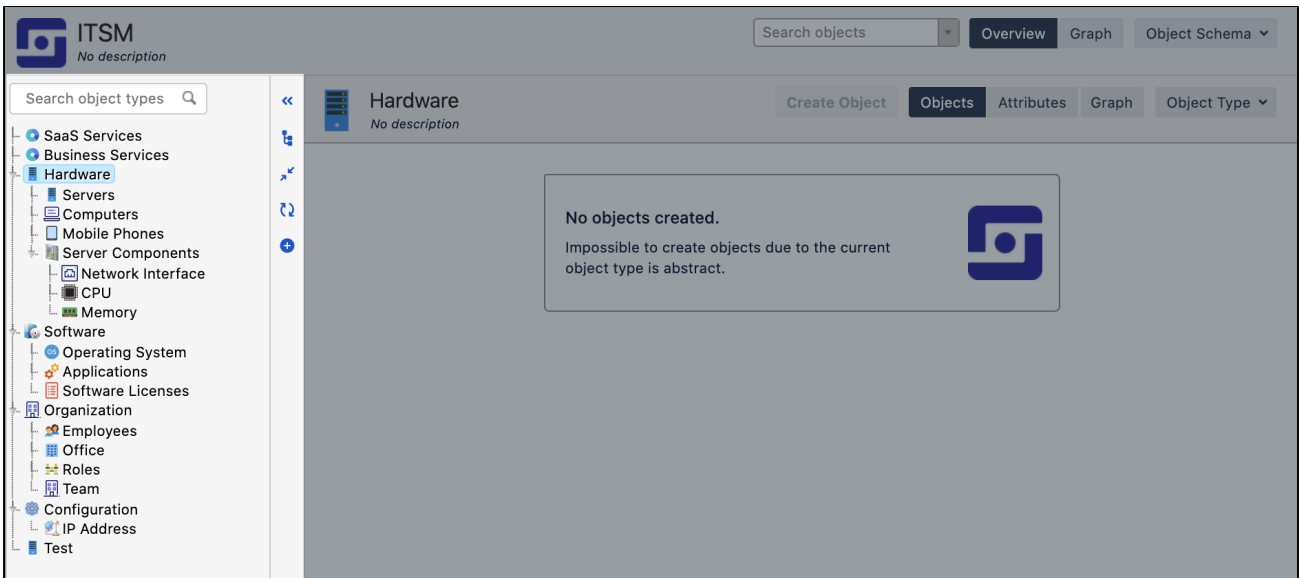 ITSM
No description
Search objects
Overview
Graph
Object Schema
Search object types
SaaS Services
Business Services
Hardware
Servers
Computers
Mobile Phones
Server Components
Network Interface
CPU
Memory
Software
OS Operating System
Applications
Software Licenses
Organization
Employees
Office
Roles
Team
Configuration
IP Address
Test
Hardware
No description
Create Object
Objects
Attributes
Graph
Object Type
No objects created.
Impossible to create objects due to the current
object type is abstract.